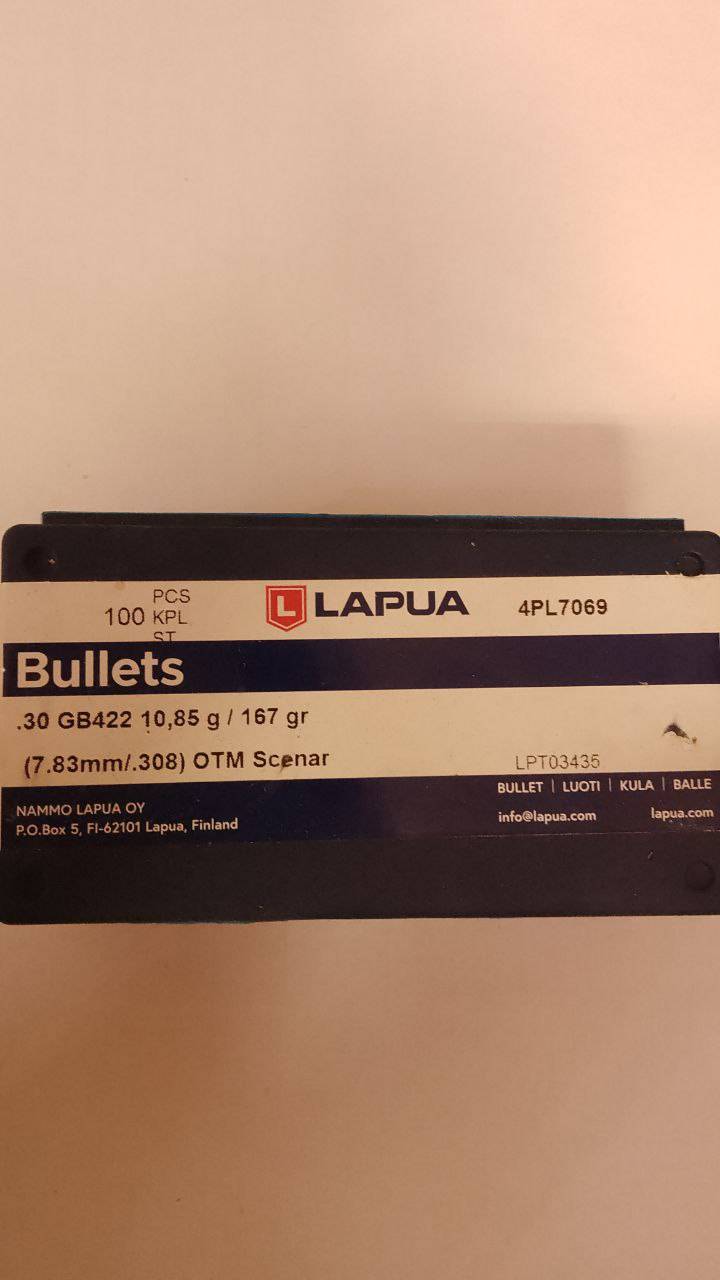 PCS
100 KPL
ST
L LAPUA
4PL7069
Bullets
.30 GB422 10,85 g / 167 gr
(7.83mm/.308) OTM Scenar
LPT03435
BULLET | LUOTI | KULA | BALLE
NAMMO LAPUA OY
P.O.Box 5, FI-62101 Lapua, Finland
info@lapua.com
lapua.com